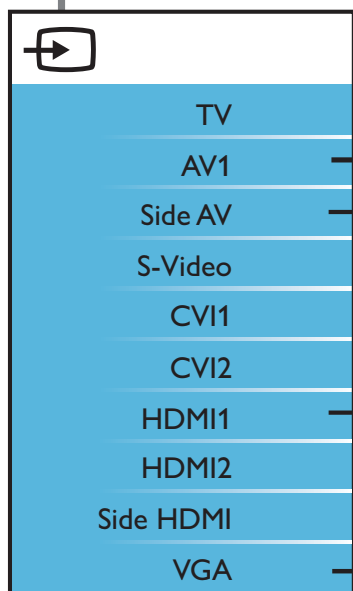 TV
AV1
Side AV
S-Video
CVI1
CVI2
HDMI1
HDMI2
Side HDMI
VGA